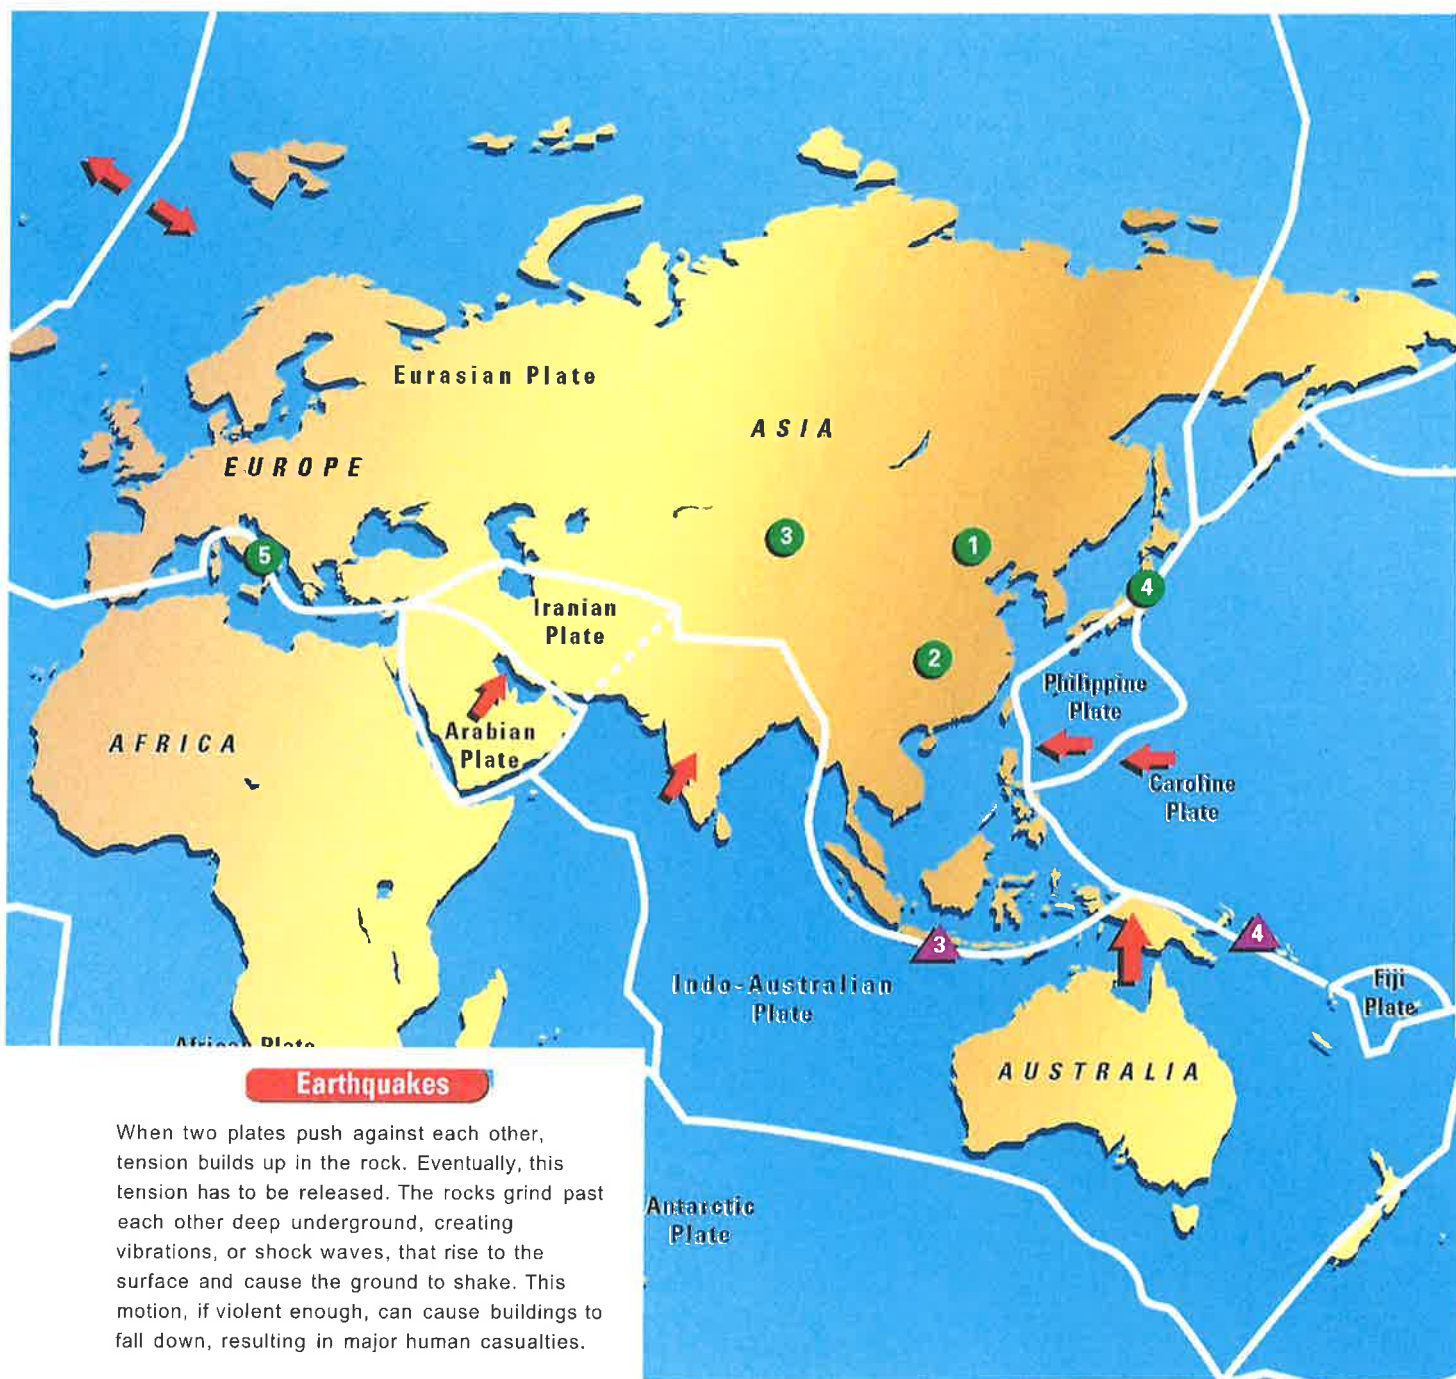 Eurasian Plate
ASIA
EUROPE
3
1
5
4
Iranian
Plate
2
Philippine
Plate
Arabian
Plate
AFRICA
Caroline
Plate
3
4
Indo-Australian
Plate
Fiji
Plate
African Plate
AUSTRALIA
Antarctic
Plate
Earthquakes
When two plates push against each other,
tension builds up in the rock. Eventually, this
tension has to be released. The rocks grind past
each other deep underground, creating
vibrations, or shock waves, that rise to the
surface and cause the ground to shake. This
motion, if violent enough, can cause buildings to
fall down, resulting in major human casualties.